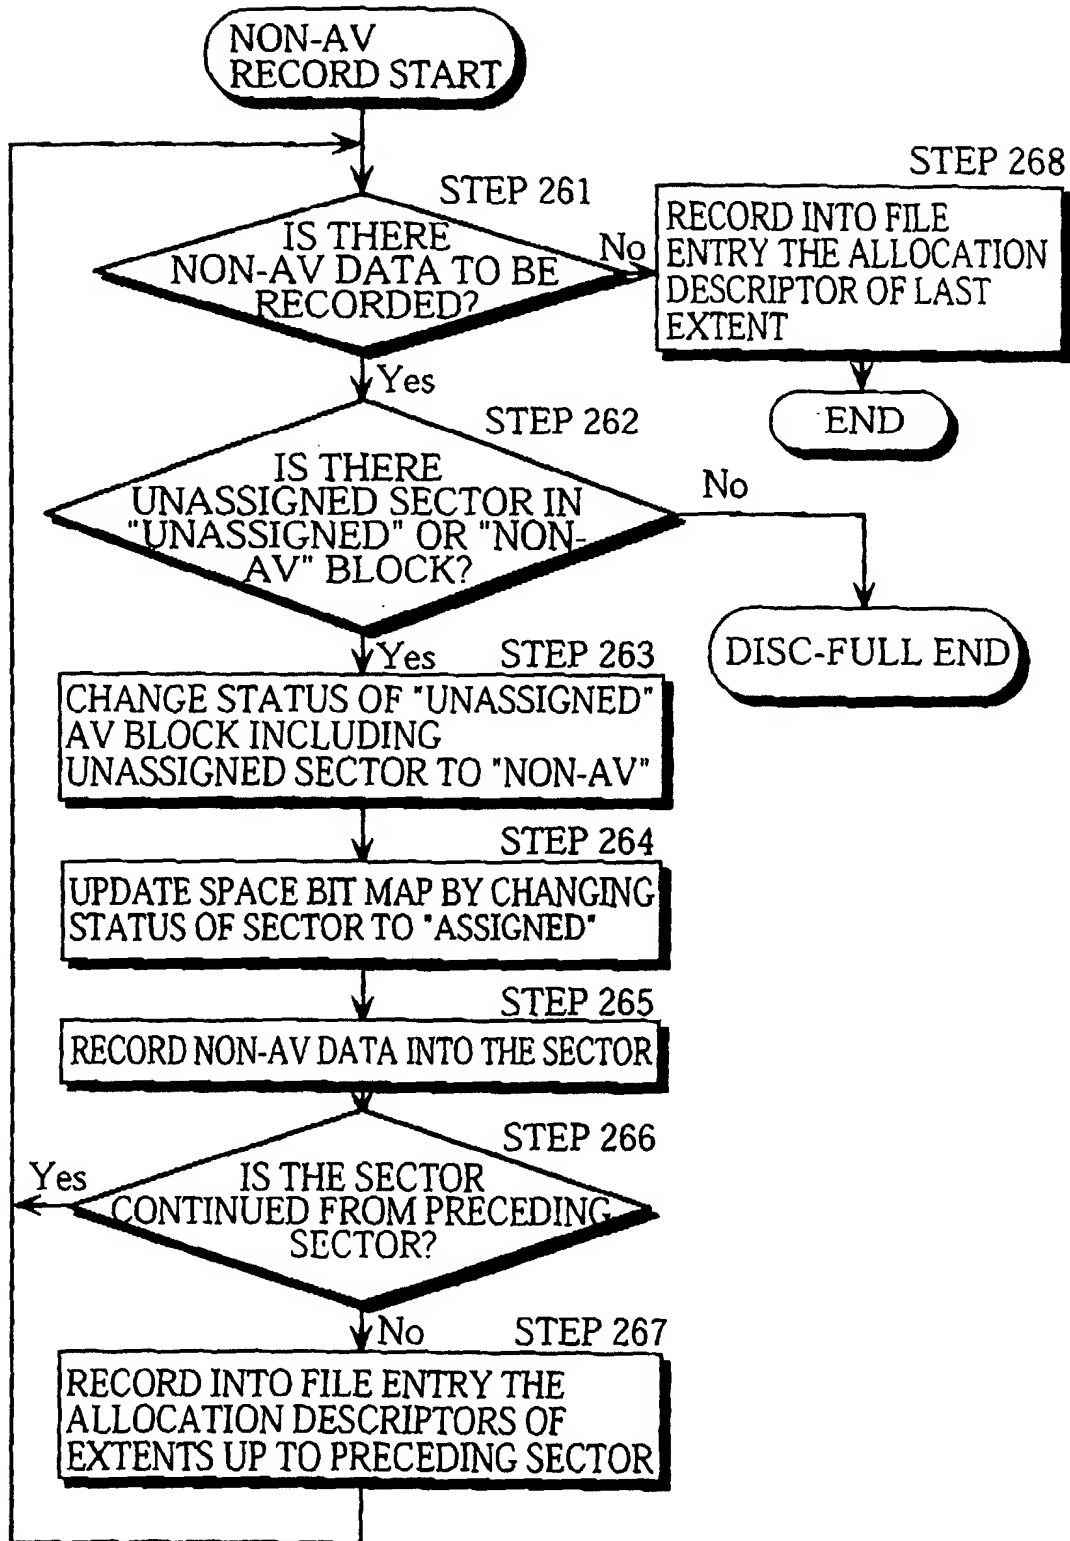 NON-AV
RECORD START
STEP 261
IS THERE
NON-AV DATA TO BE
RECORDED?
No
STEP 268
RECORD INTO FILE
ENTRY THE ALLOCATION
DESCRIPTOR OF LAST
EXTENT
END
Yes
STEP 262
IS THERE
UNASSIGNED SECTOR IN
"UNASSIGNED" OR "NON-
AV" BLOCK?
No
DISC-FULL END
Yes
STEP 263
CHANGE STATUS OF "UNASSIGNED"
AV BLOCK INCLUDING
UNASSIGNED SECTOR TO "NON-AV"
STEP 264
UPDATE SPACE BIT MAP BY CHANGING
STATUS OF SECTOR TO "ASSIGNED"
STEP 265
RECORD NON-AV DATA INTO THE SECTOR
STEP 266
Yes
IS THE SECTOR
CONTINUED FROM PRECEDING
SECTOR?
No
STEP 267
RECORD INTO FILE ENTRY THE
ALLOCATION DESCRIPTORS OF
EXTENTS UP TO PRECEDING SECTOR